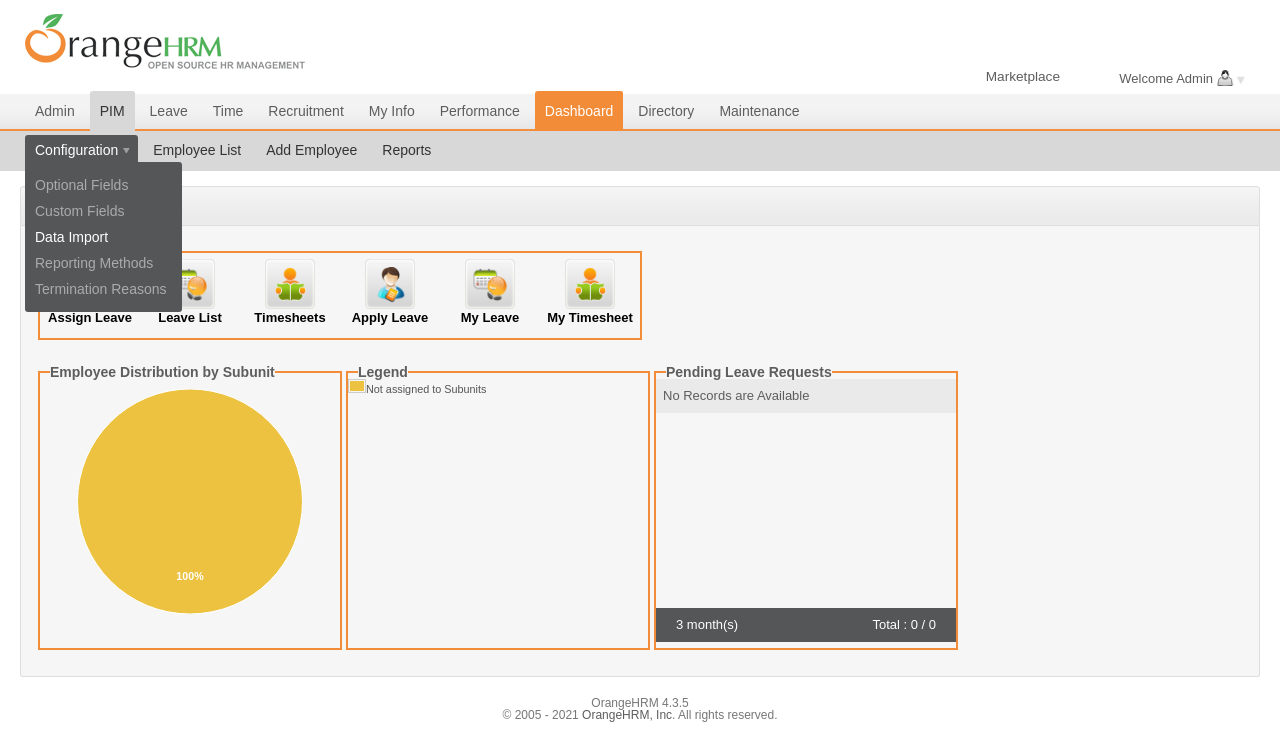 OrangeHRM
OPEN SOURCE HR MANAGEMENT
Marketplace
Welcome Admin
Admin PIM Leave Time Recruitment My Info Performance Dashboard Directory Maintenance
Configuration Employee List Add Employee Reports
Optional Fields
Custom Fields
Data Import
Reporting Methods
Termination Reasons
Assign Leave Leave List Timesheets Apply Leave My Leave My Timesheet
Employee Distribution by Subunit
100%
Legend
Not assigned to Subunits
Pending Leave Requests
No Records are Available
3 month(s) Total : 0 / 0
OrangeHRM 4.3.5
© 2005 - 2021 OrangeHRM, Inc. All rights reserved.